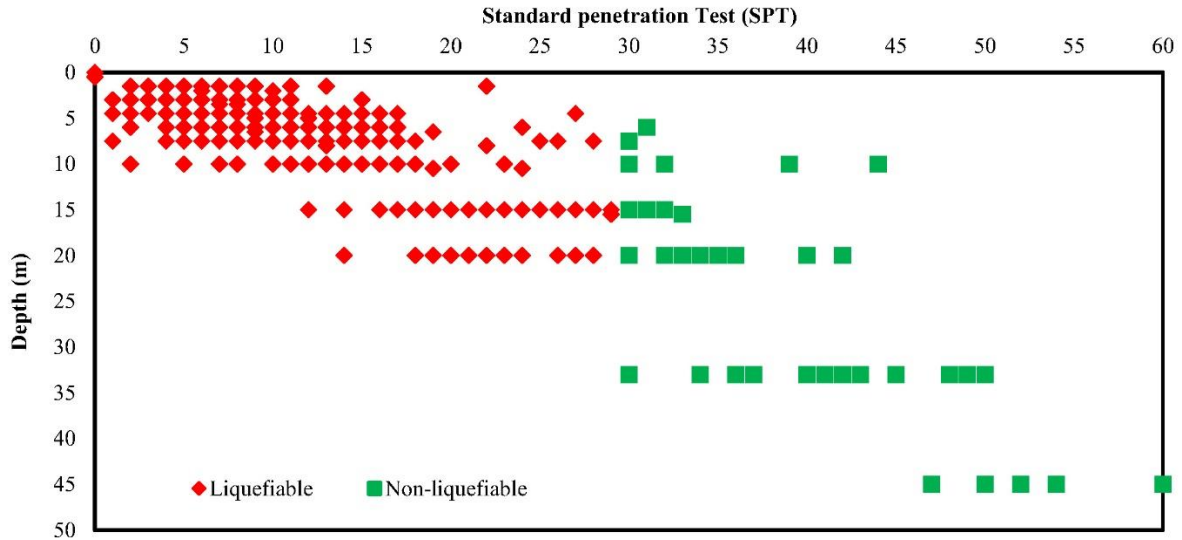 Standard penetration Test (SPT)
0 5 10 15 20 25 30 35 40 45 50 55 60
0
5
10
15
20
25
30
35
40
45
50
Depth (m)
Liquefiable Non-liquefiable